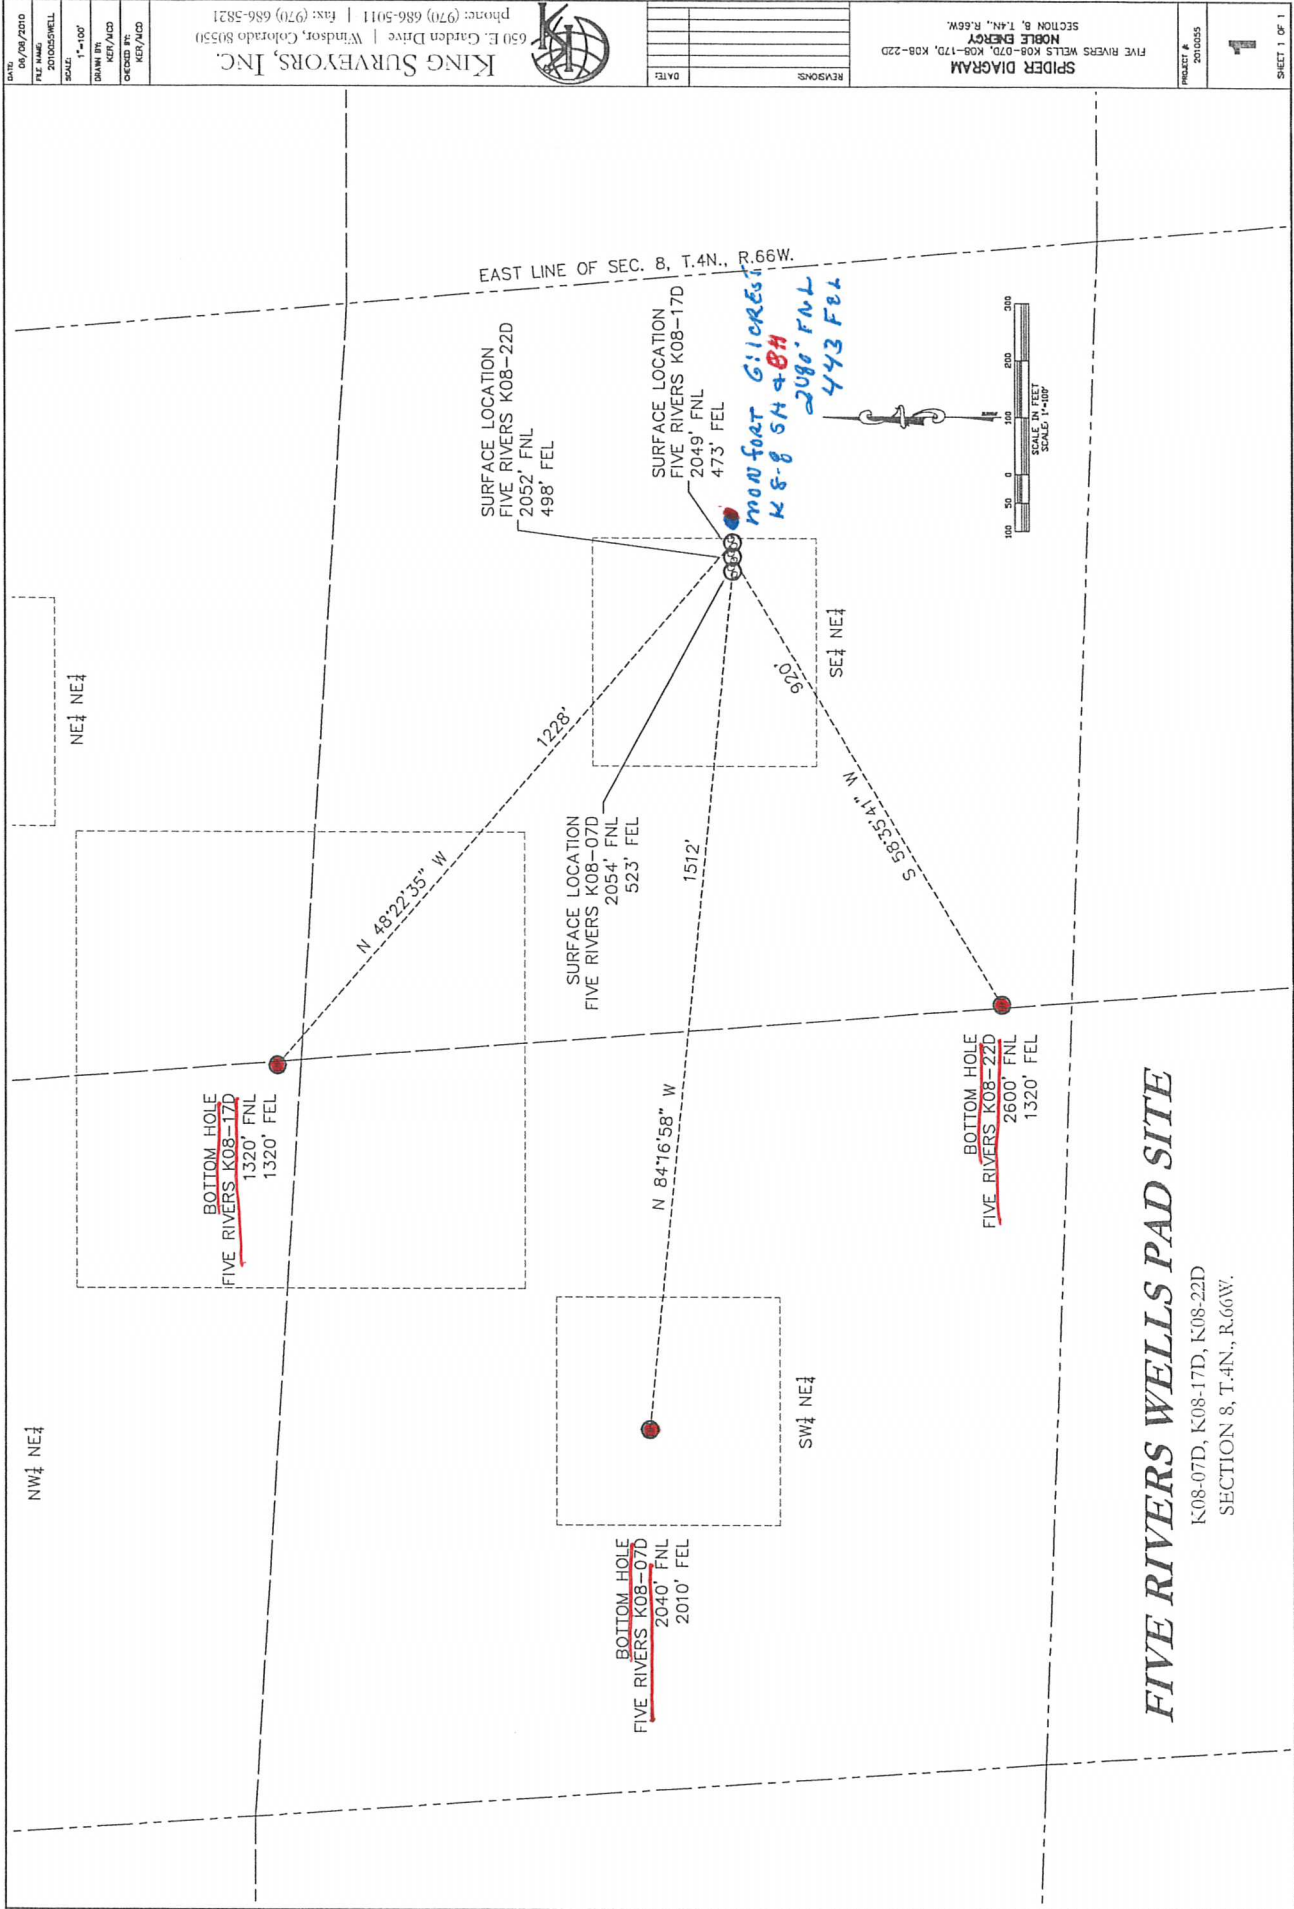 DATE:
06/08/2010
FILE NAME:
2010055WELL
SCALE:
1"=100'
DRAWN BY:
KER/ACD
CHECKED BY:
KER/ACD
KING SURVEYORS, INC.
650 E. Garden Drive | Windsor, Colorado 80550
phone: (970) 686-5011 | fax: (970) 686-5821
DATE:
REVISIONS:
SPIDER DIAGRAM
FIVE RIVERS WELLS K08-07D, K08-17D, K08-22D
NOBLE ENERGY
SECTION 8, T.4N., R.66W.
PROJECT #:
2010055
1
SHEET 1 OF 1
NW¼ NE¼
NE¼ NE¼
EAST LINE OF SEC. 8, T.4N., R.66W.
BOTTOM HOLE
FIVE RIVERS K08-17D
1320' FNL
1320' FEL
N 48°22'35" W
1228'
SURFACE LOCATION
FIVE RIVERS K08-22D
2052' FNL
498' FEL
SURFACE LOCATION
FIVE RIVERS K08-17D
2049' FNL
473' FEL
MONFORT GILCREST
K 8-8 SH & BH
2080' FNL
443 FEL
SURFACE LOCATION
FIVE RIVERS K08-07D
2054' FNL
523' FEL
1512'
N 84°16'58" W
BOTTOM HOLE
FIVE RIVERS K08-07D
2040' FNL
2010' FEL
SW¼ NE¼
SE¼ NE¼
920'
S 58°35'41" W
BOTTOM HOLE
FIVE RIVERS K08-22D
2600' FNL
1320' FEL
100 50 0 100 200 300
SCALE IN FEET
SCALE: 1"=100'
FIVE RIVERS WELLS PAD SITE
K08-07D, K08-17D, K08-22D
SECTION 8, T.4N., R.66W.